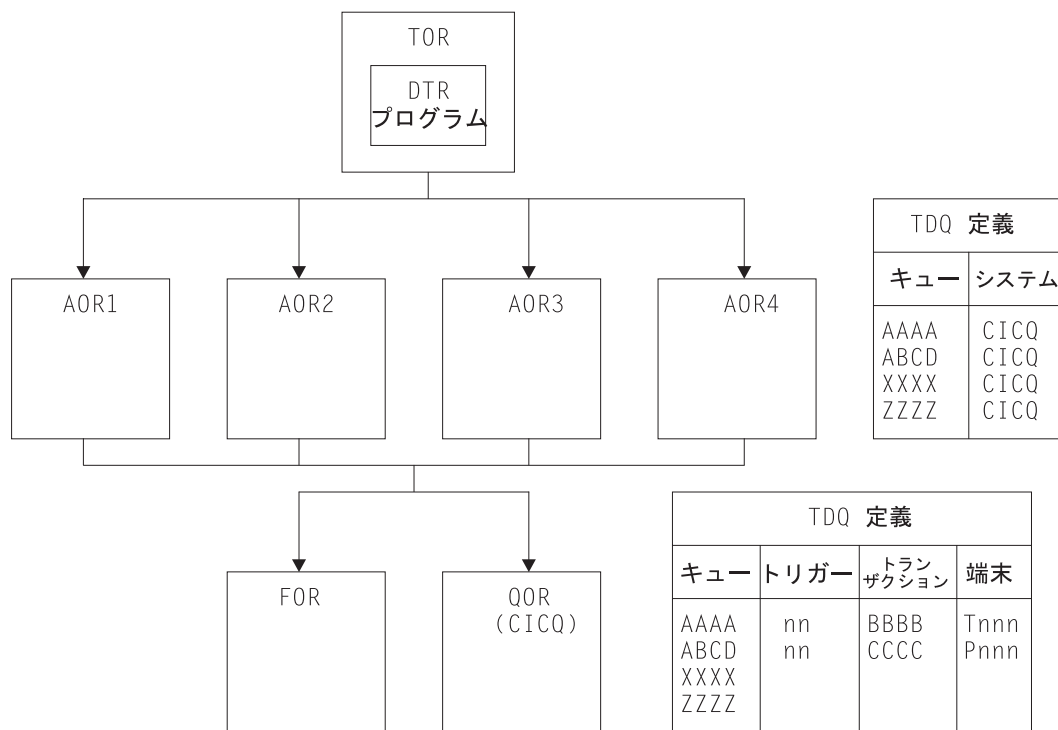 TOR
DTR
プログラム
AOR1
AOR2
AOR3
AOR4
TDQ 定義
キュー システム
AAAA CICQ
ABCD CICQ
XXXX CICQ
ZZZZ CICQ
FOR
QOR
(CICQ)
TDQ 定義
キュー トリガー トラン
ザクション 端末
AAAA nn BBBB Tnnn
ABCD nn CCCC Pnnn
XXXX
ZZZZ